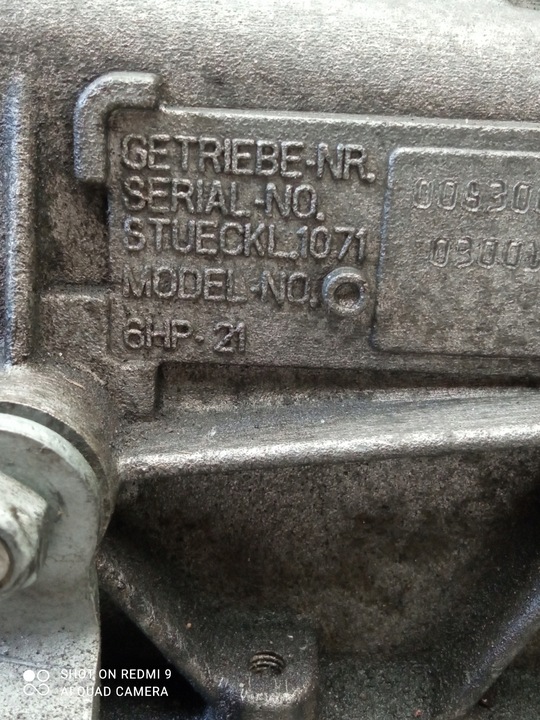 GETRIEBE-NR.
SERIAL-NO.
STUECKL.1071
MODEL-NO.
6HP-21
SHOT ON REDMI 9
AI QUAD CAMERA